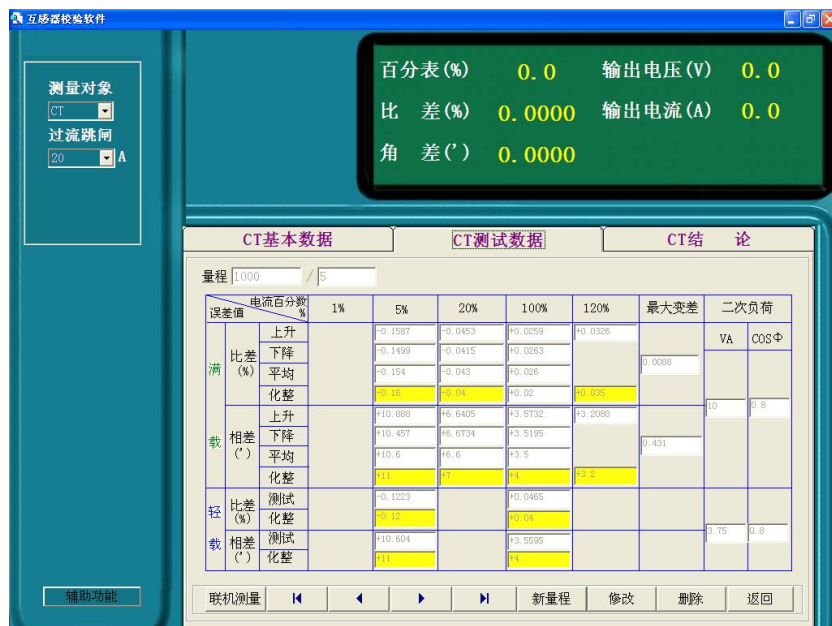 互感器校验软件
测量对象
CT
过流跳闸
20 A
百分表(%) 0.0 输出电压(V) 0.0
比 差(%) 0.0000 输出电流(A) 0.0
角 差(') 0.0000
CT基本数据 CT测试数据 CT结 论
量程 1000 / 5
误差值 电流百分数% 1% 5% 20% 100% 120% 最大变差 二次负荷
VA COSΦ
满载 比差(%) 上升 -0.1587 -0.0453 +0.0259 +0.0326
下降 -0.1499 -0.0415 +0.0263
平均 -0.154 -0.043 +0.026 0.0088
化整 -0.16 -0.04 +0.02 +0.035
10 0.8
相差(') 上升 +10.888 +6.6405 +3.5732 +3.2080
下降 +10.457 +6.6734 +3.5195
平均 +10.6 +6.6 +3.5 0.431
化整 +11 +7 +4 +3.2
轻载 比差(%) 测试 -0.1223 +0.0465
化整 -0.12 +0.04
3.75 0.8
相差(') 测试 +10.604 +3.5595
化整 +11 +4
辅助功能
联机测量 新量程 修改 删除 返回